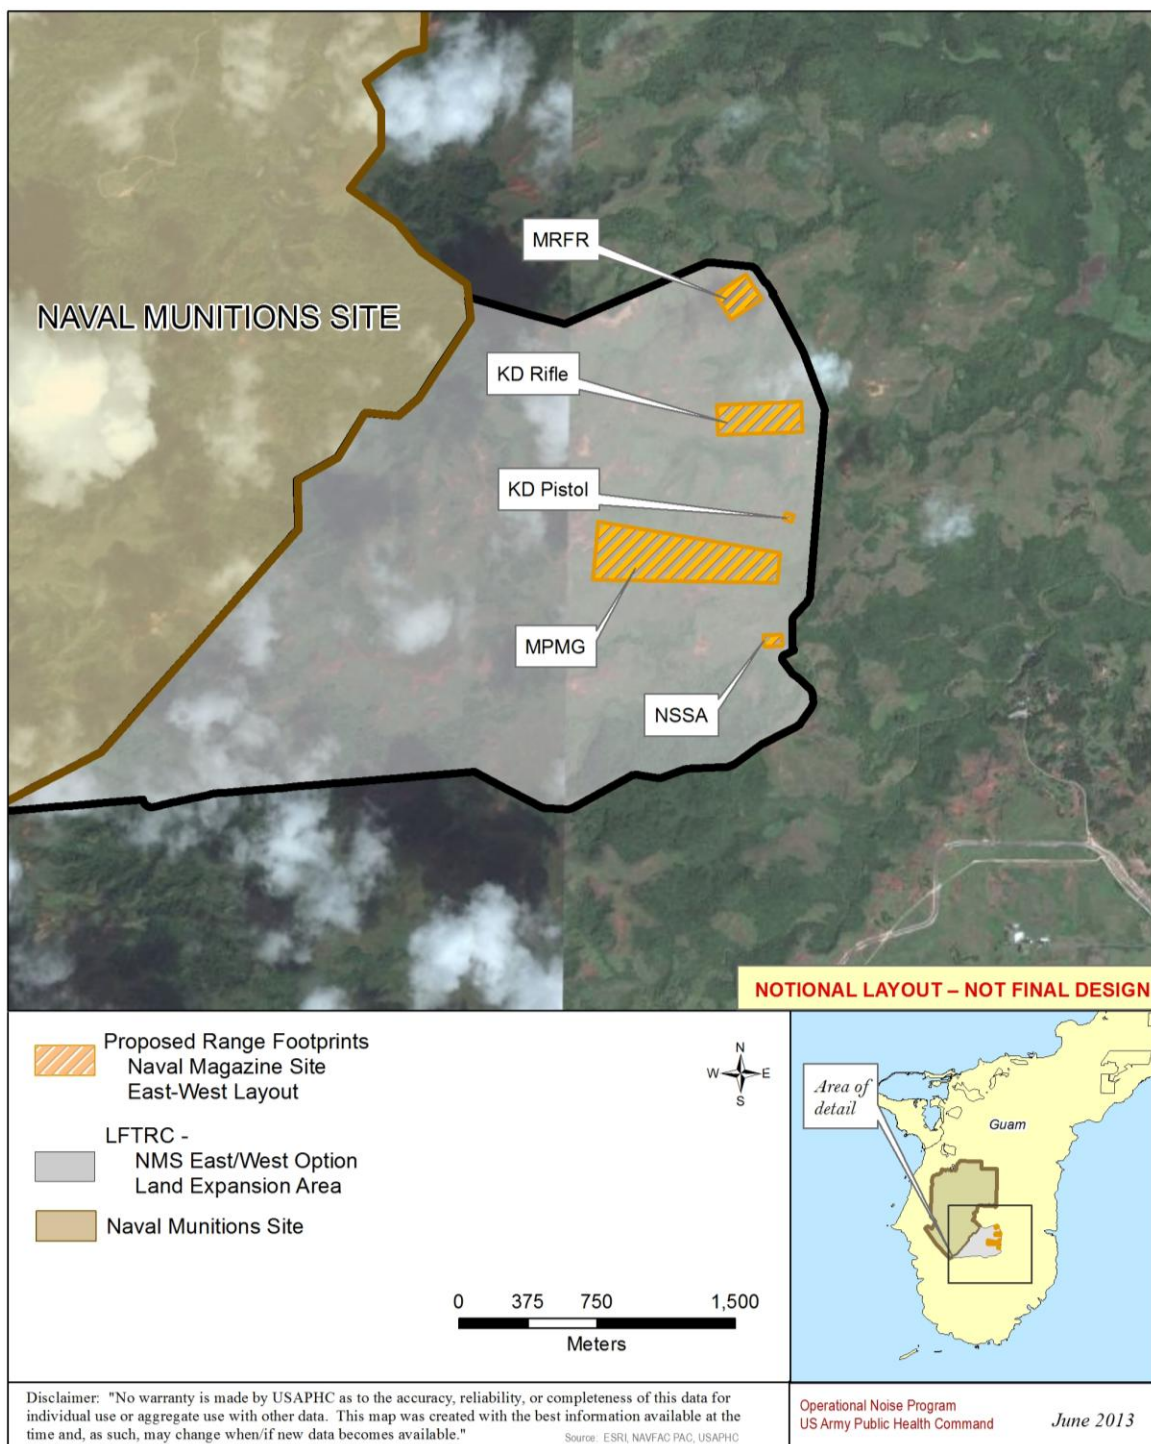 MRFR
NAVAL MUNITIONS SITE
KD Rifle
KD Pistol
MPMG
NSSA
NOTIONAL LAYOUT – NOT FINAL DESIGN
Proposed Range Footprints
Naval Magazine Site
East-West Layout
LFTRC -
NMS East/West Option
Land Expansion Area
Naval Munitions Site
N
W E
S
0 375 750 1,500
Meters
Area of
detail
Guam
Disclaimer: "No warranty is made by USAPHC as to the accuracy, reliability, or completeness of this data for
individual use or aggregate use with other data. This map was created with the best information available at the
time and, as such, may change when/if new data becomes available."
Source: ESRI, NAVFAC PAC, USAPHC
Operational Noise Program
US Army Public Health Command
June 2013